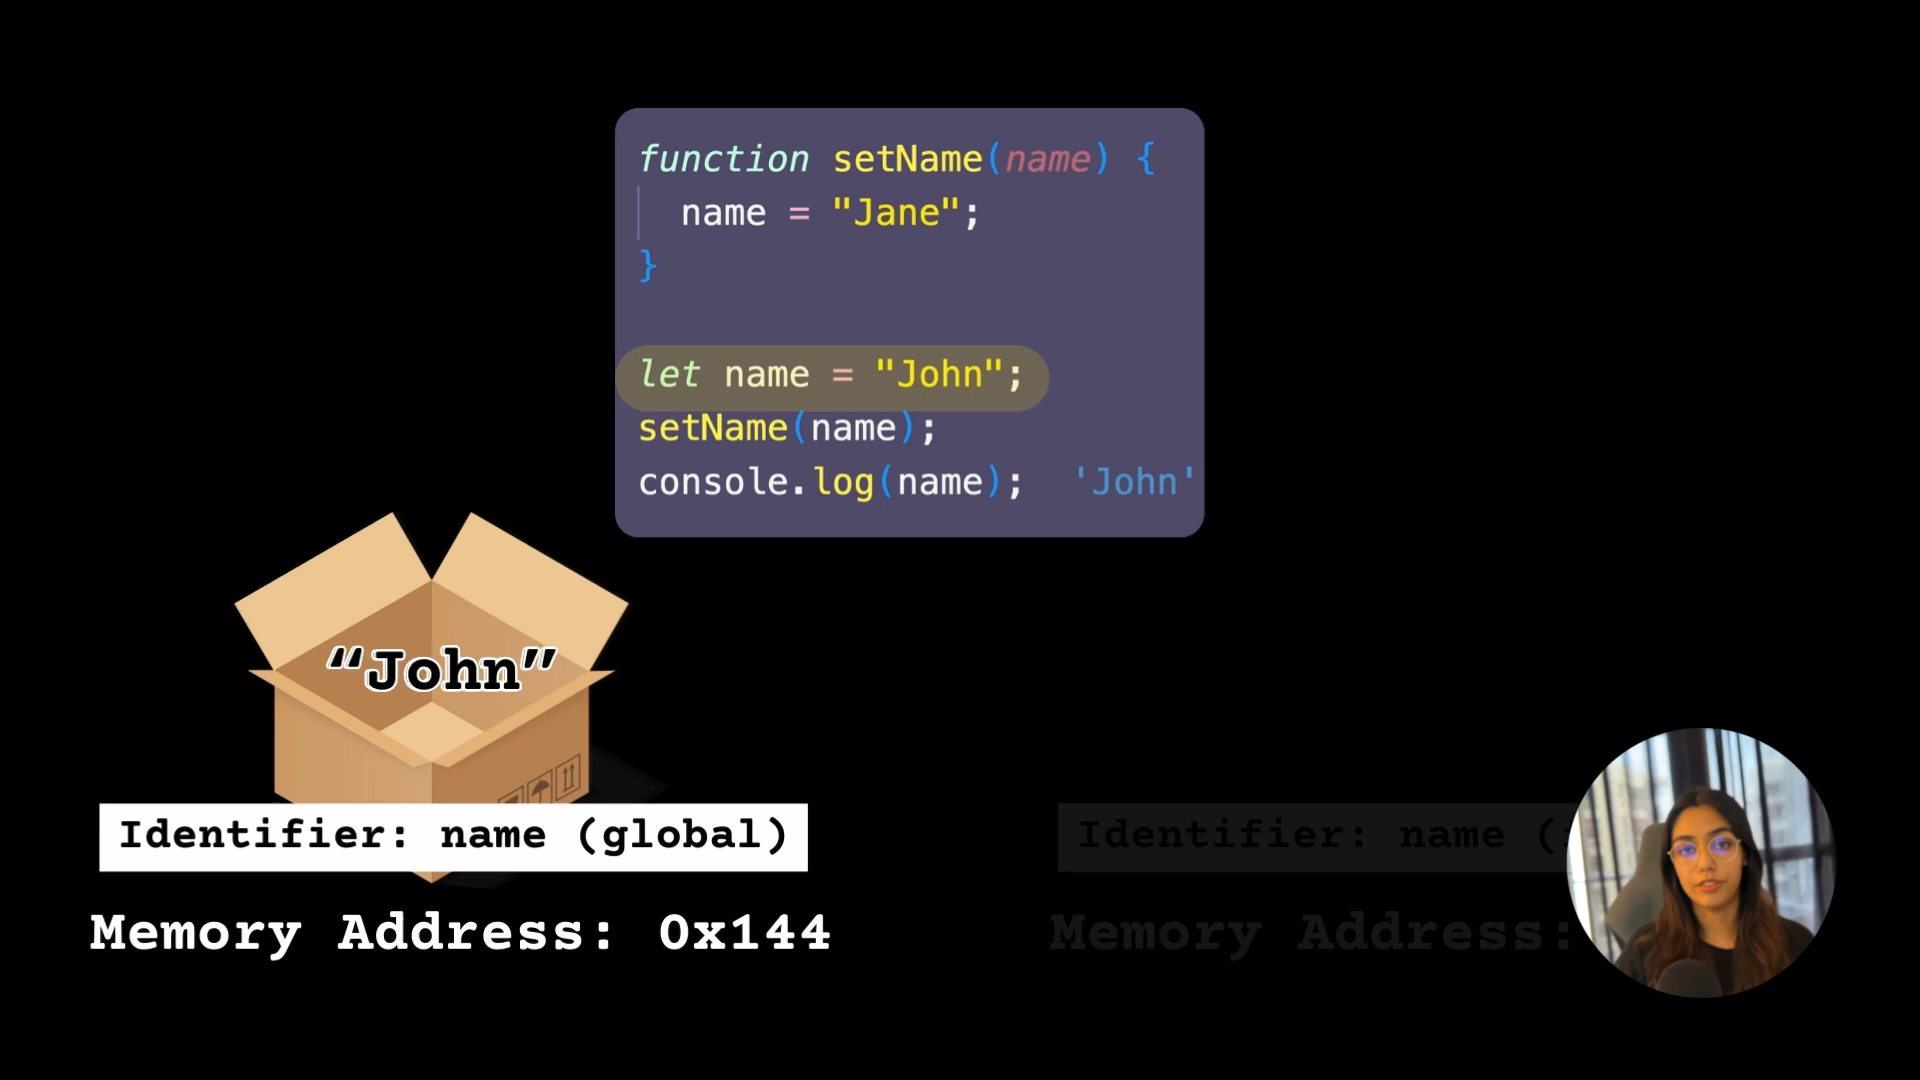 function setName(name) {
name = "Jane";
}
let name = "John";
setName(name);
console.log(name); 'John'
“John”
Identifier: name (global)
Memory Address: 0x144
Identifier: name (
Memory Address: